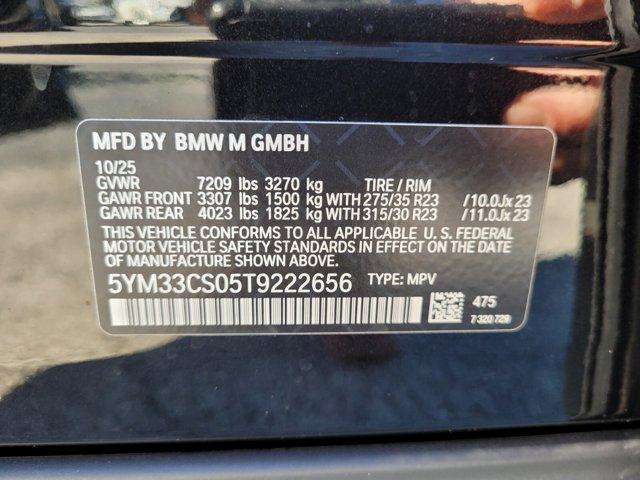 MFD BY BMW M GMBH
10/25
GVWR 7209 lbs 3270 kg TIRE / RIM
GAWR FRONT 3307 lbs 1500 kg WITH 275/35 R23 /10.0Jx 23
GAWR REAR 4023 lbs 1825 kg WITH 315/30 R23 /11.0Jx 23
THIS VEHICLE CONFORMS TO ALL APPLICABLE U. S. FEDERAL
MOTOR VEHICLE SAFETY STANDARDS IN EFFECT ON THE DATE
OF MANUFACTURE SHOWN ABOVE.
5YM33CS05T9222656 TYPE: MPV
475
7 320 729